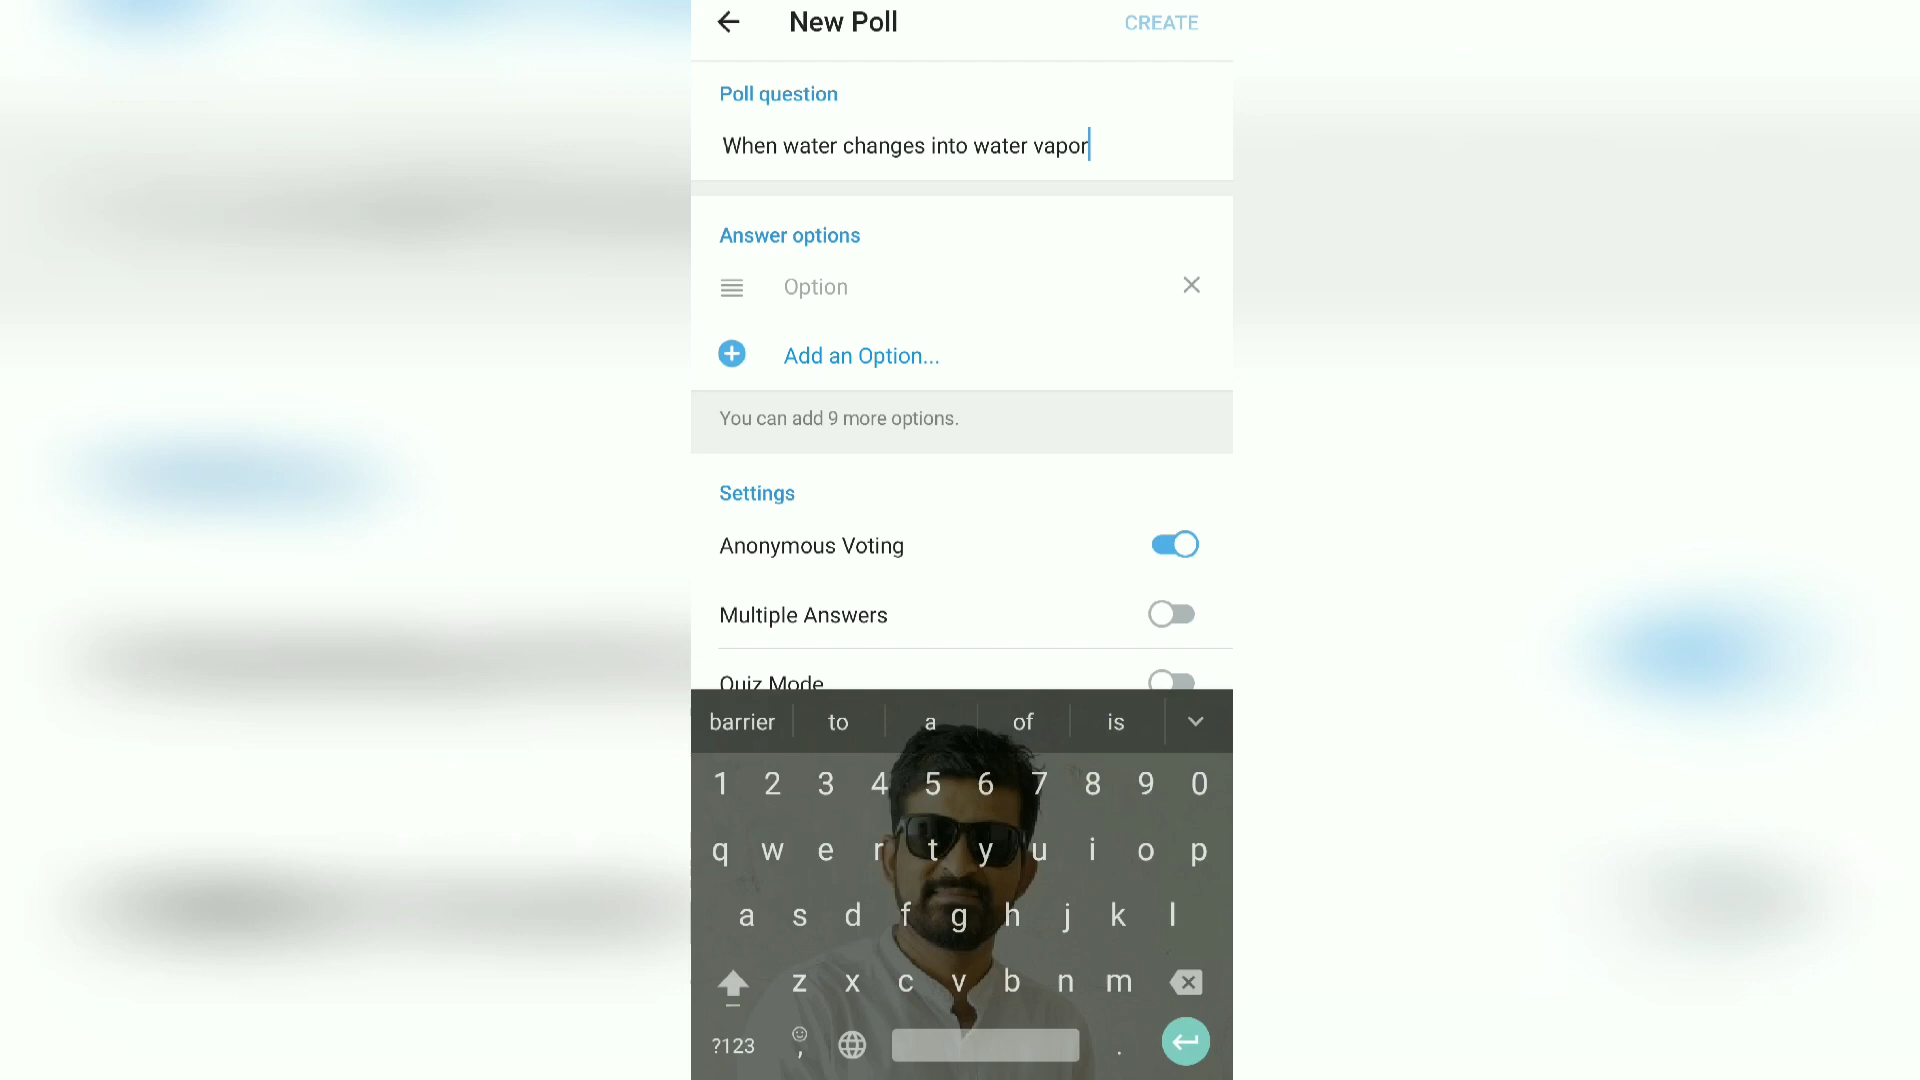 New Poll
CREATE
Poll question
When water changes into water vapor
Answer options
Option
Add an Option...
You can add 9 more options.
Settings
Anonymous Voting
Multiple Answers
Quiz Mode
barrier to a of is
1 2 3 4 5 6 7 8 9 0
q w e r t y u i o p
a s d f g h j k l
z x c v b n m
?123 , .